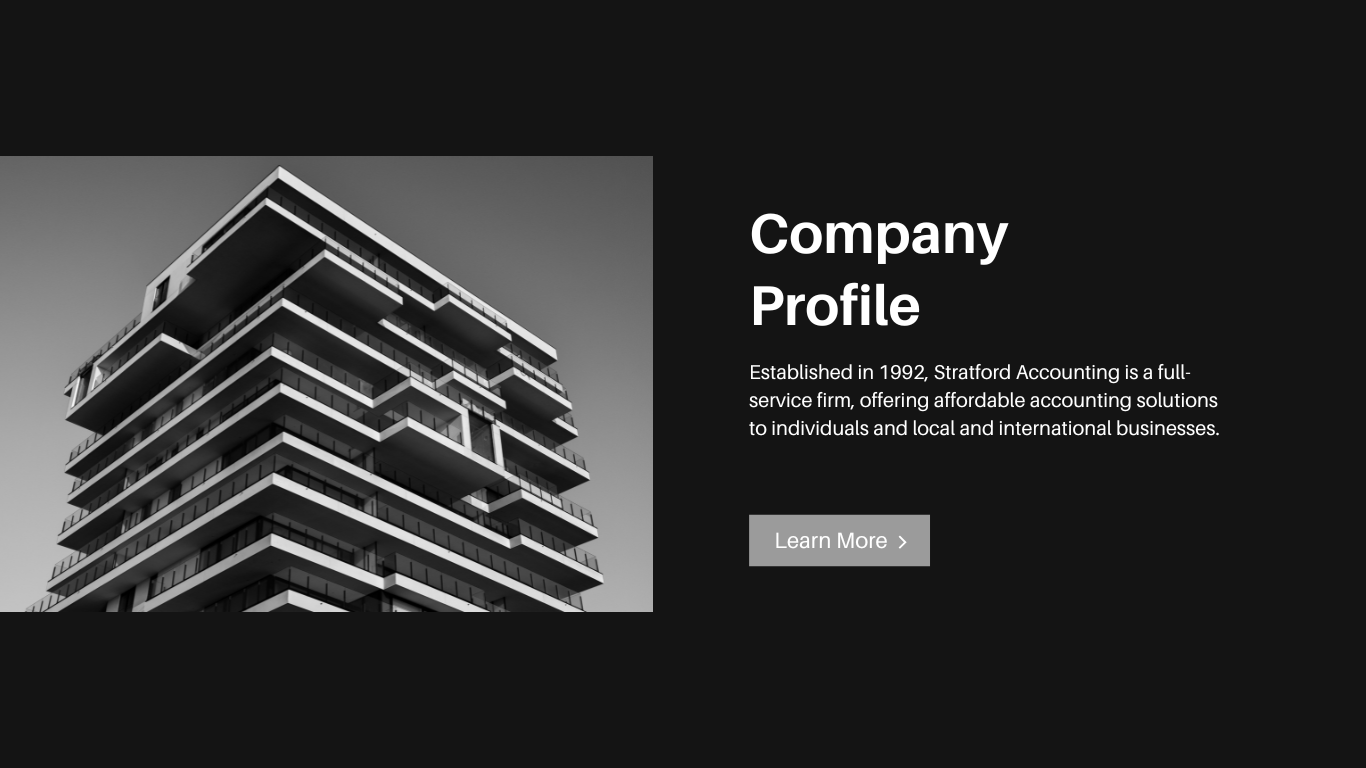 Company
Profile
Established in 1992, Stratford Accounting is a full-
service firm, offering affordable accounting solutions
to individuals and local and international businesses.
Learn More